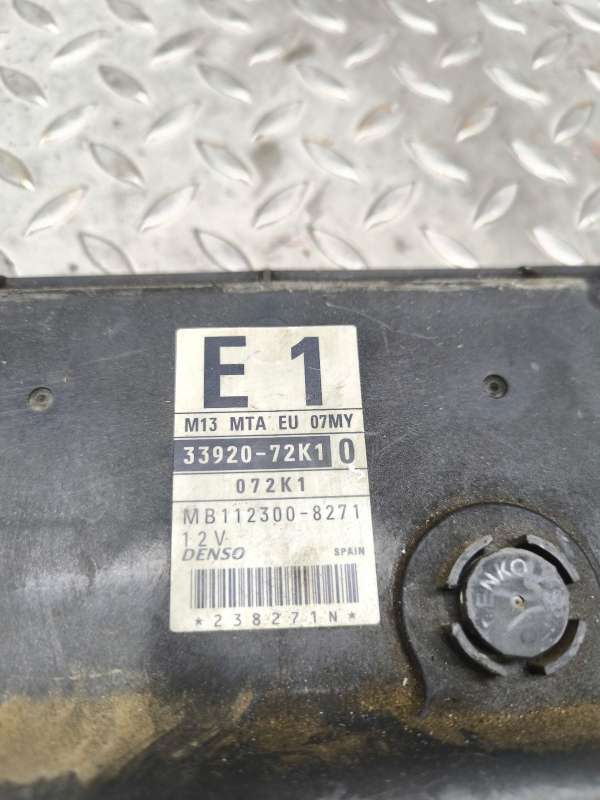 E 1
M13 MTA EU 07MY
33920-72K1 0
072K1
MB112300-8271
12V
DENSO SPAIN
*238271N*
ENKO